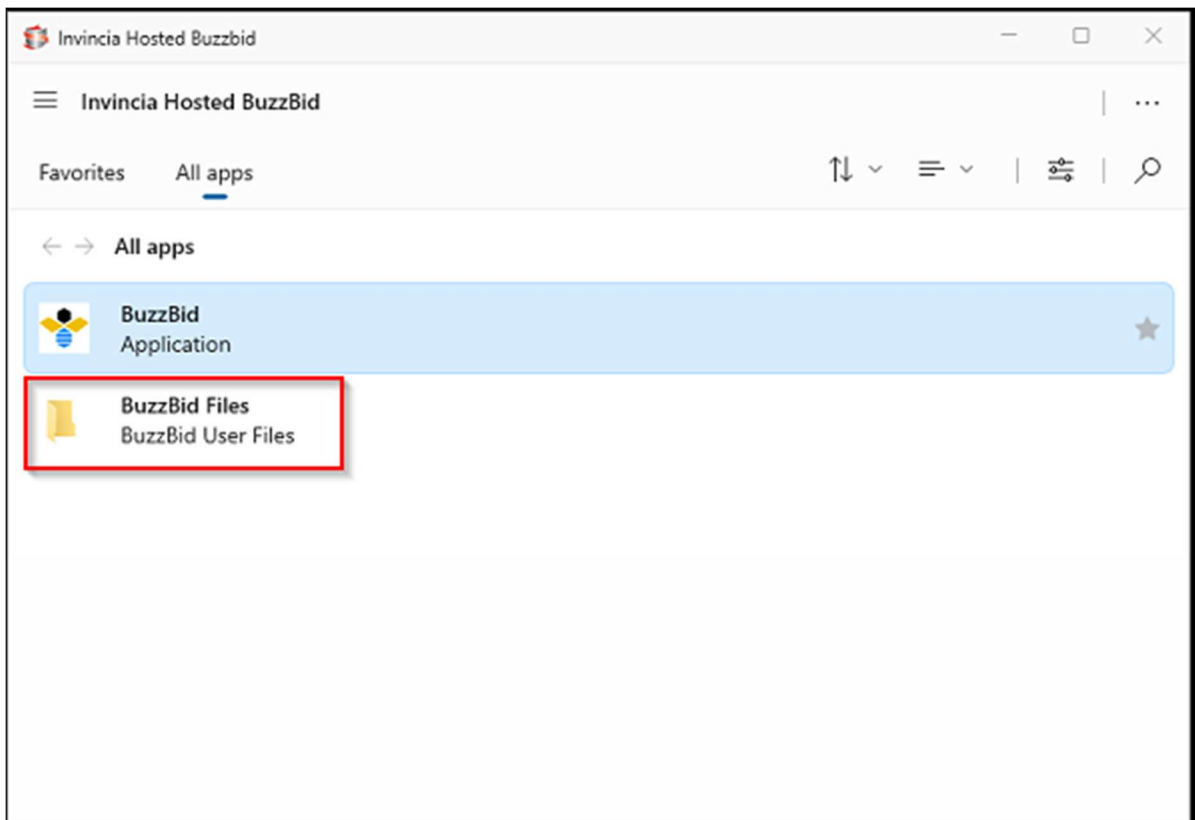 Invincia Hosted Buzzbid
Invincia Hosted BuzzBid
Favorites All apps
All apps
BuzzBid
Application
BuzzBid Files
BuzzBid User Files